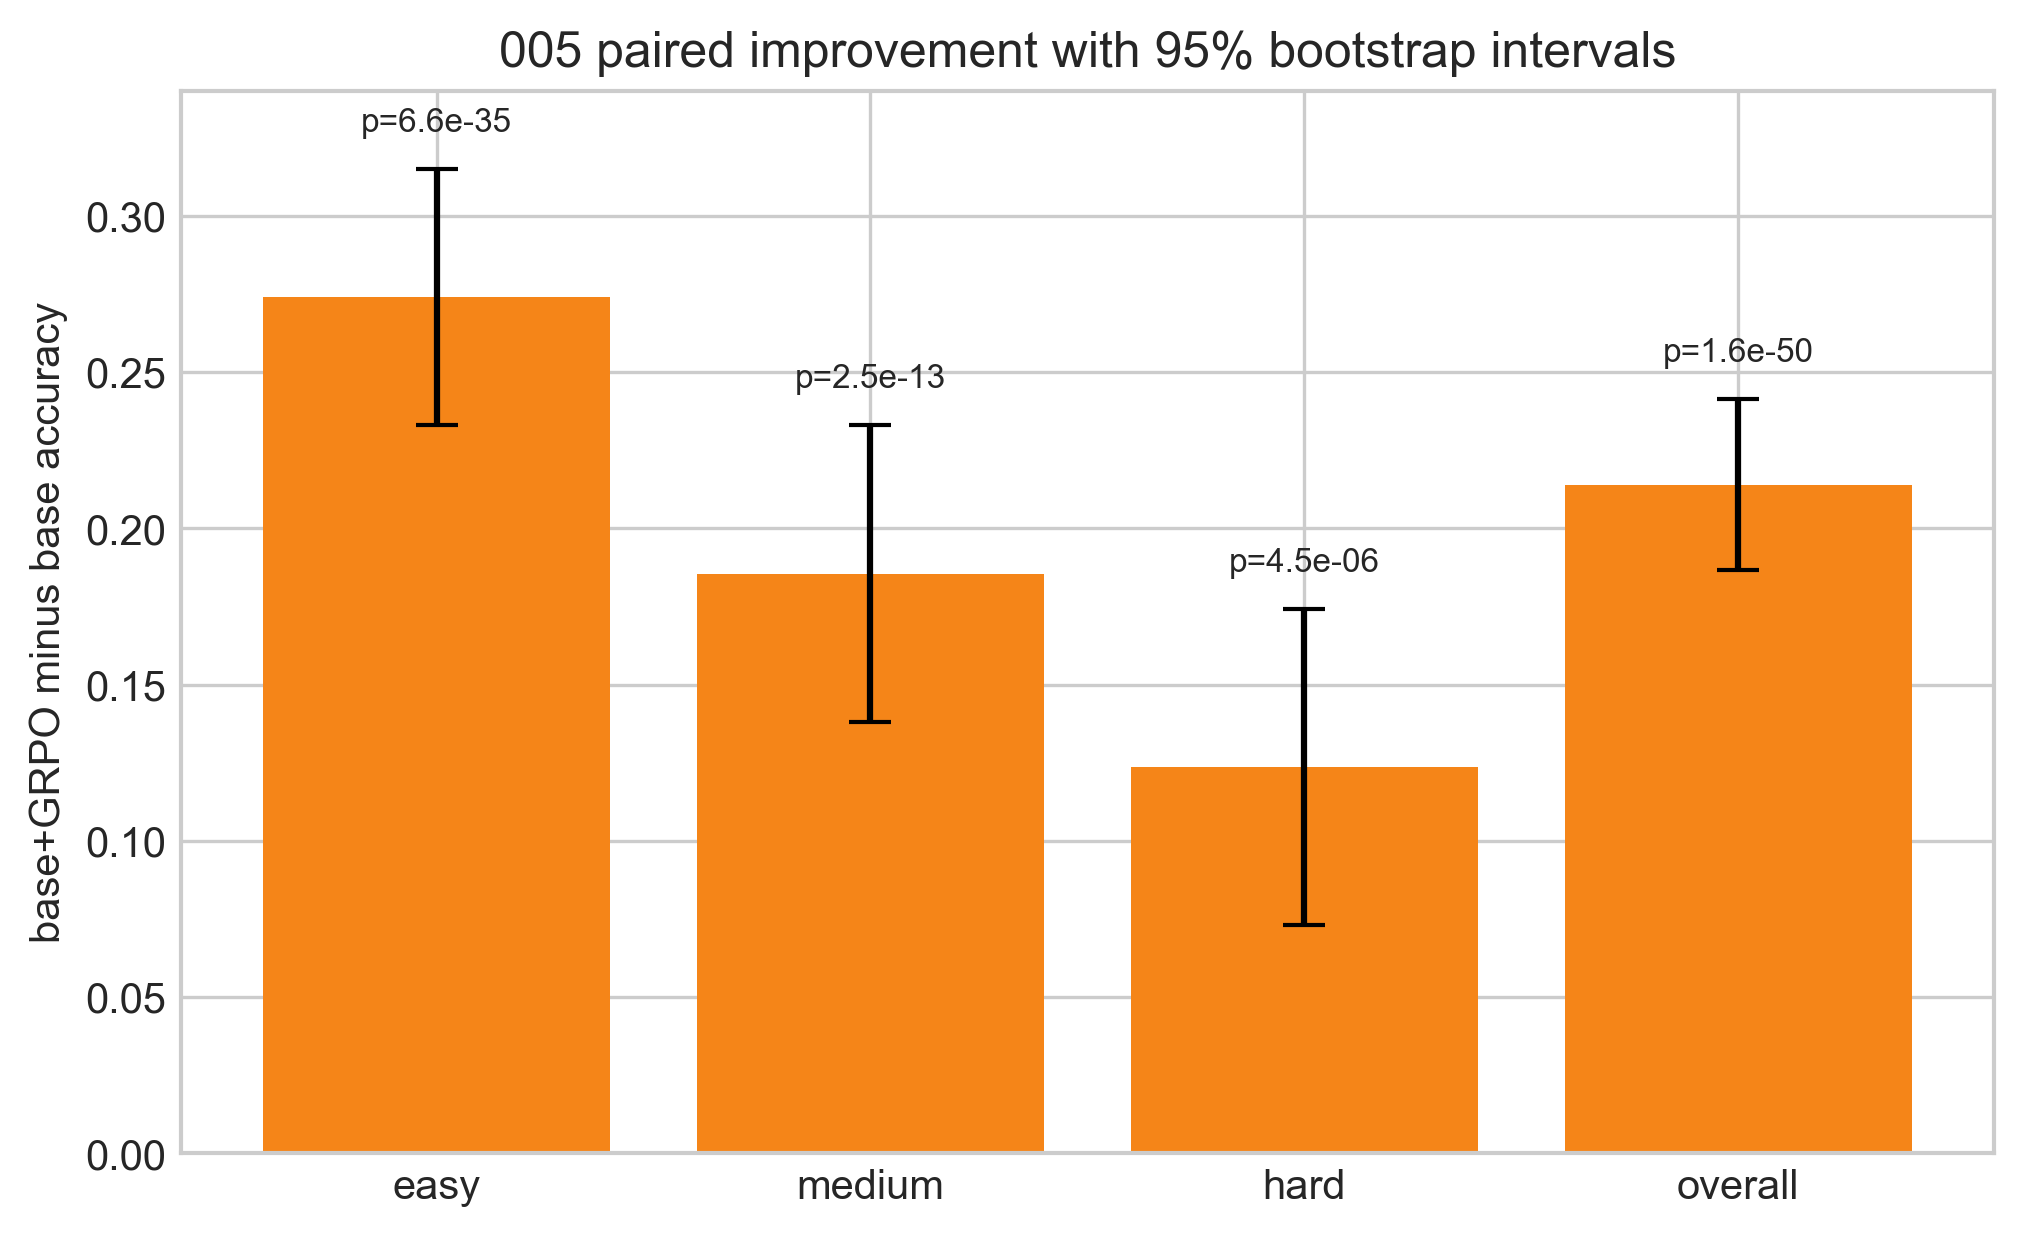 005 paired improvement with 95% bootstrap intervals
p=6.6e-35
p=2.5e-13
p=4.5e-06
p=1.6e-50
base+GRPO minus base accuracy
0.30
0.25
0.20
0.15
0.10
0.05
0.00
easy
medium
hard
overall